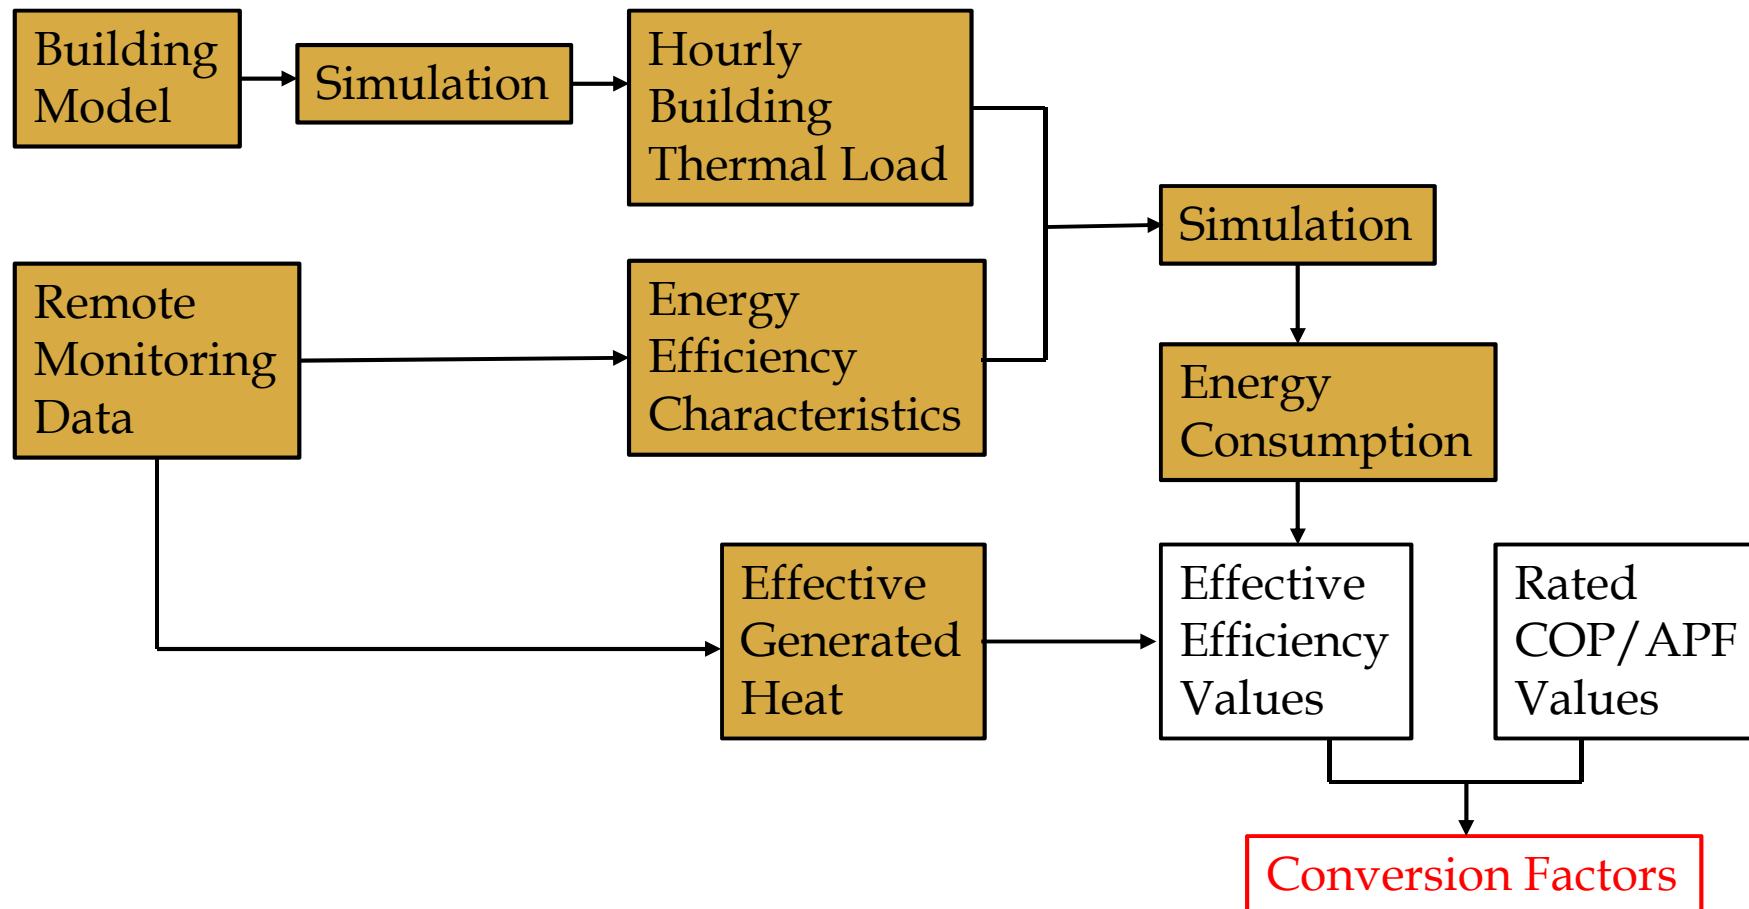 Building
Model
Simulation
Hourly
Building
Thermal Load
Simulation
Remote
Monitoring
Data
Energy
Efficiency
Characteristics
Energy
Consumption
Effective
Generated
Heat
Effective
Efficiency
Values
Rated
COP/APF
Values
Conversion Factors